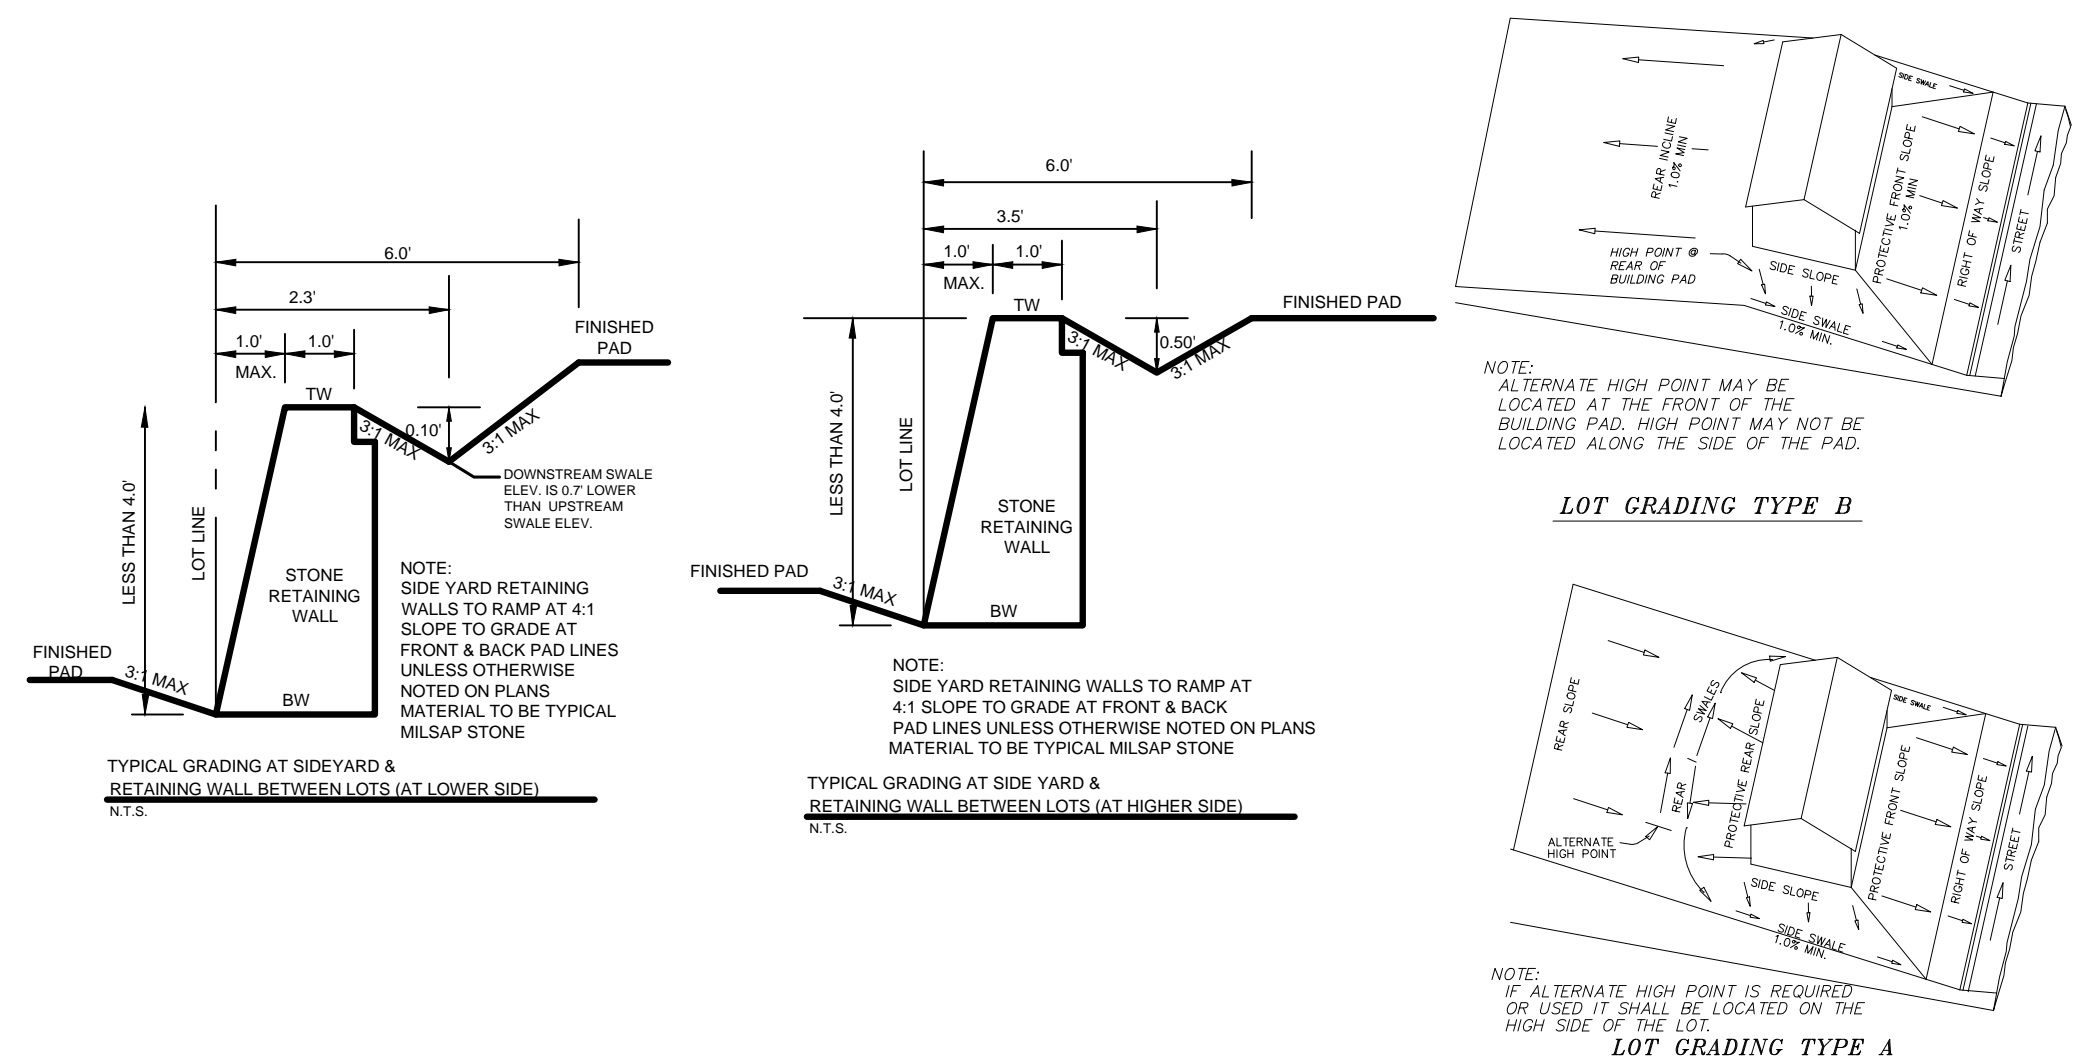 6.0'
2.3'
1.0'
1.0'
MAX.
TW
FINISHED
PAD
3:1 MAX
0.10'
3:1 MAX
DOWNSTREAM SWALE
ELEV. IS 0.7' LOWER
THAN UPSTREAM
SWALE ELEV.
LESS THAN 4.0'
LOT LINE
STONE
RETAINING
WALL
BW
FINISHED
PAD
3:1 MAX
NOTE:
SIDE YARD RETAINING
WALLS TO RAMP AT 4:1
SLOPE TO GRADE AT
FRONT & BACK PAD LINES
UNLESS OTHERWISE
NOTED ON PLANS
MATERIAL TO BE TYPICAL
MILSAP STONE
TYPICAL GRADING AT SIDEYARD &
RETAINING WALL BETWEEN LOTS (AT LOWER SIDE)
N.T.S.
6.0'
3.5'
1.0'
1.0'
MAX.
TW
FINISHED PAD
3:1 MAX
0.50'
3:1 MAX
LESS THAN 4.0'
LOT LINE
STONE
RETAINING
WALL
FINISHED PAD
3:1 MAX
BW
NOTE:
SIDE YARD RETAINING WALLS TO RAMP AT
4:1 SLOPE TO GRADE AT FRONT & BACK
PAD LINES UNLESS OTHERWISE NOTED ON PLANS
MATERIAL TO BE TYPICAL MILSAP STONE
TYPICAL GRADING AT SIDE YARD &
RETAINING WALL BETWEEN LOTS (AT HIGHER SIDE)
N.T.S.
SIDE SWALE
REAR INCLINE
1.0% MIN
PROTECTIVE FRONT SLOPE
1.0% MIN
RIGHT OF WAY SLOPE
STREET
HIGH POINT @
REAR OF
BUILDING PAD
SIDE SLOPE
SIDE SWALE
1.0% MIN.
NOTE:
ALTERNATE HIGH POINT MAY BE
LOCATED AT THE FRONT OF THE
BUILDING PAD. HIGH POINT MAY NOT BE
LOCATED ALONG THE SIDE OF THE PAD.
LOT GRADING TYPE B
REAR SLOPE
REAR
SWALES
PROTECTIVE REAR SLOPE
SIDE SWALE
PROTECTIVE FRONT SLOPE
RIGHT OF WAY SLOPE
STREET
ALTERNATE
HIGH POINT
SIDE SLOPE
SIDE SWALE
1.0% MIN.
NOTE:
IF ALTERNATE HIGH POINT IS REQUIRED
OR USED IT SHALL BE LOCATED ON THE
HIGH SIDE OF THE LOT.
LOT GRADING TYPE A